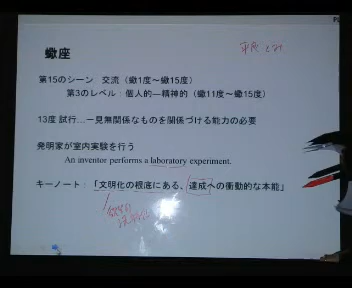 蠍座
第15のシーン　交流（蠍1度〜蠍15度）
第3のレベル：個人的―精神的（蠍11度〜蠍15度）
13度 試行…一見無関係なものを関係づける能力の必要
発明家が室内実験を行う
An inventor performs a laboratory experiment.
キーノート：「文明化の根底にある、達成への衝動的な本能」